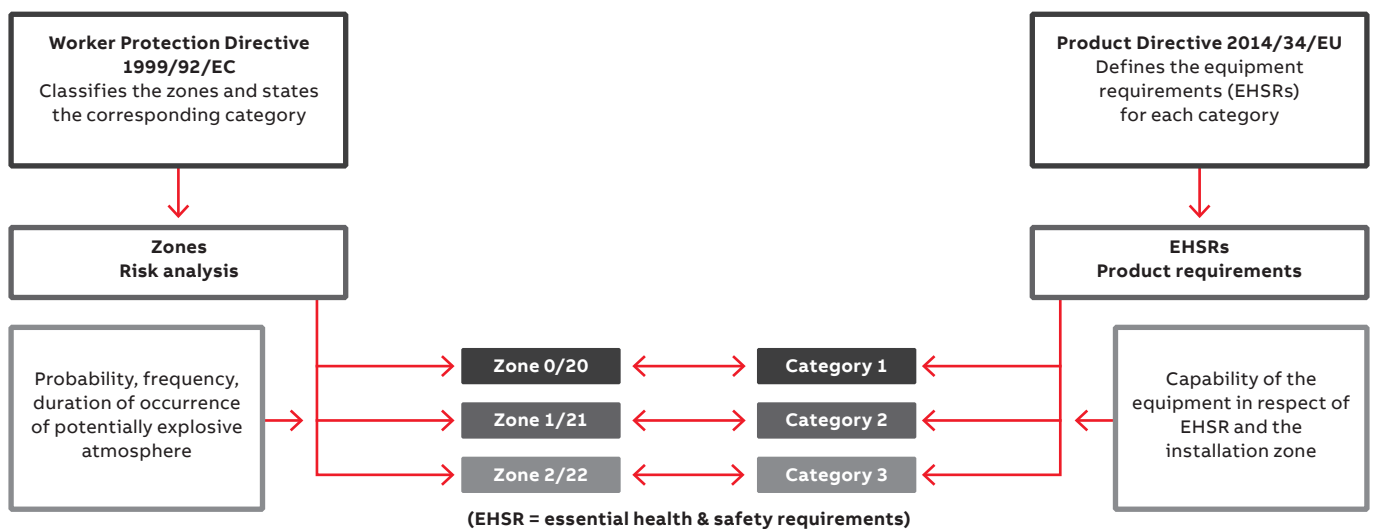 Worker Protection Directive
1999/92/EC
Classifies the zones and states
the corresponding category
Product Directive 2014/34/EU
Defines the equipment
requirements (EHSRs)
for each category
Zones
Risk analysis
EHSRs
Product requirements
Probability, frequency,
duration of occurrence
of potentially explosive
atmosphere
Zone 0/20
Category 1
Zone 1/21
Category 2
Zone 2/22
Category 3
Capability of the
equipment in respect of
EHSR and the
installation zone
(EHSR = essential health & safety requirements)